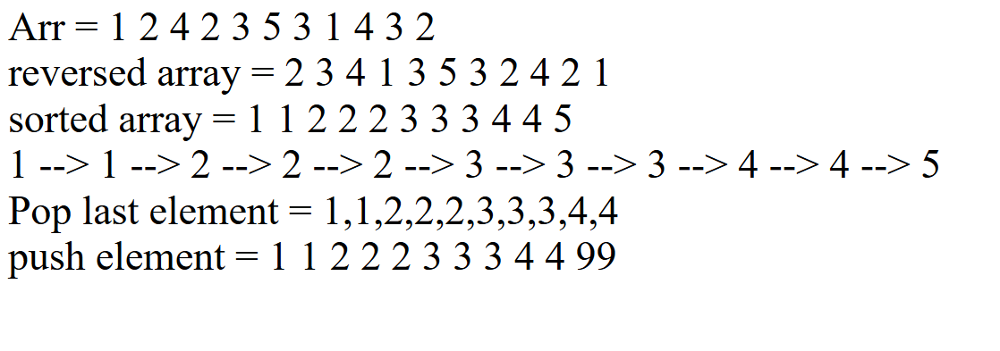 Arr = 1 2 4 2 3 5 3 1 4 3 2
reversed array = 2 3 4 1 3 5 3 2 4 2 1
sorted array = 1 1 2 2 2 3 3 3 4 4 5
1 --> 1 --> 2 --> 2 --> 2 --> 3 --> 3 --> 3 --> 4 --> 4 --> 5
Pop last element = 1,1,2,2,2,3,3,3,4,4
push element = 1 1 2 2 2 3 3 3 4 4 99